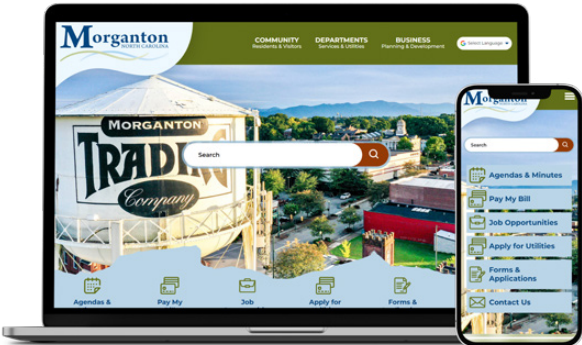 Morganton
NORTH CAROLINA
COMMUNITY
Residents & Visitors
DEPARTMENTS
Services & Utilities
BUSINESS
Planning & Development
G Select Language
MORGANTON
TRADING
Company
Search
Agendas &
Pay My
Job
Apply for
Forms &
Morganton
Search
Agendas & Minutes
Pay My Bill
Job Opportunities
Apply for Utilities
Forms &
Applications
Contact Us